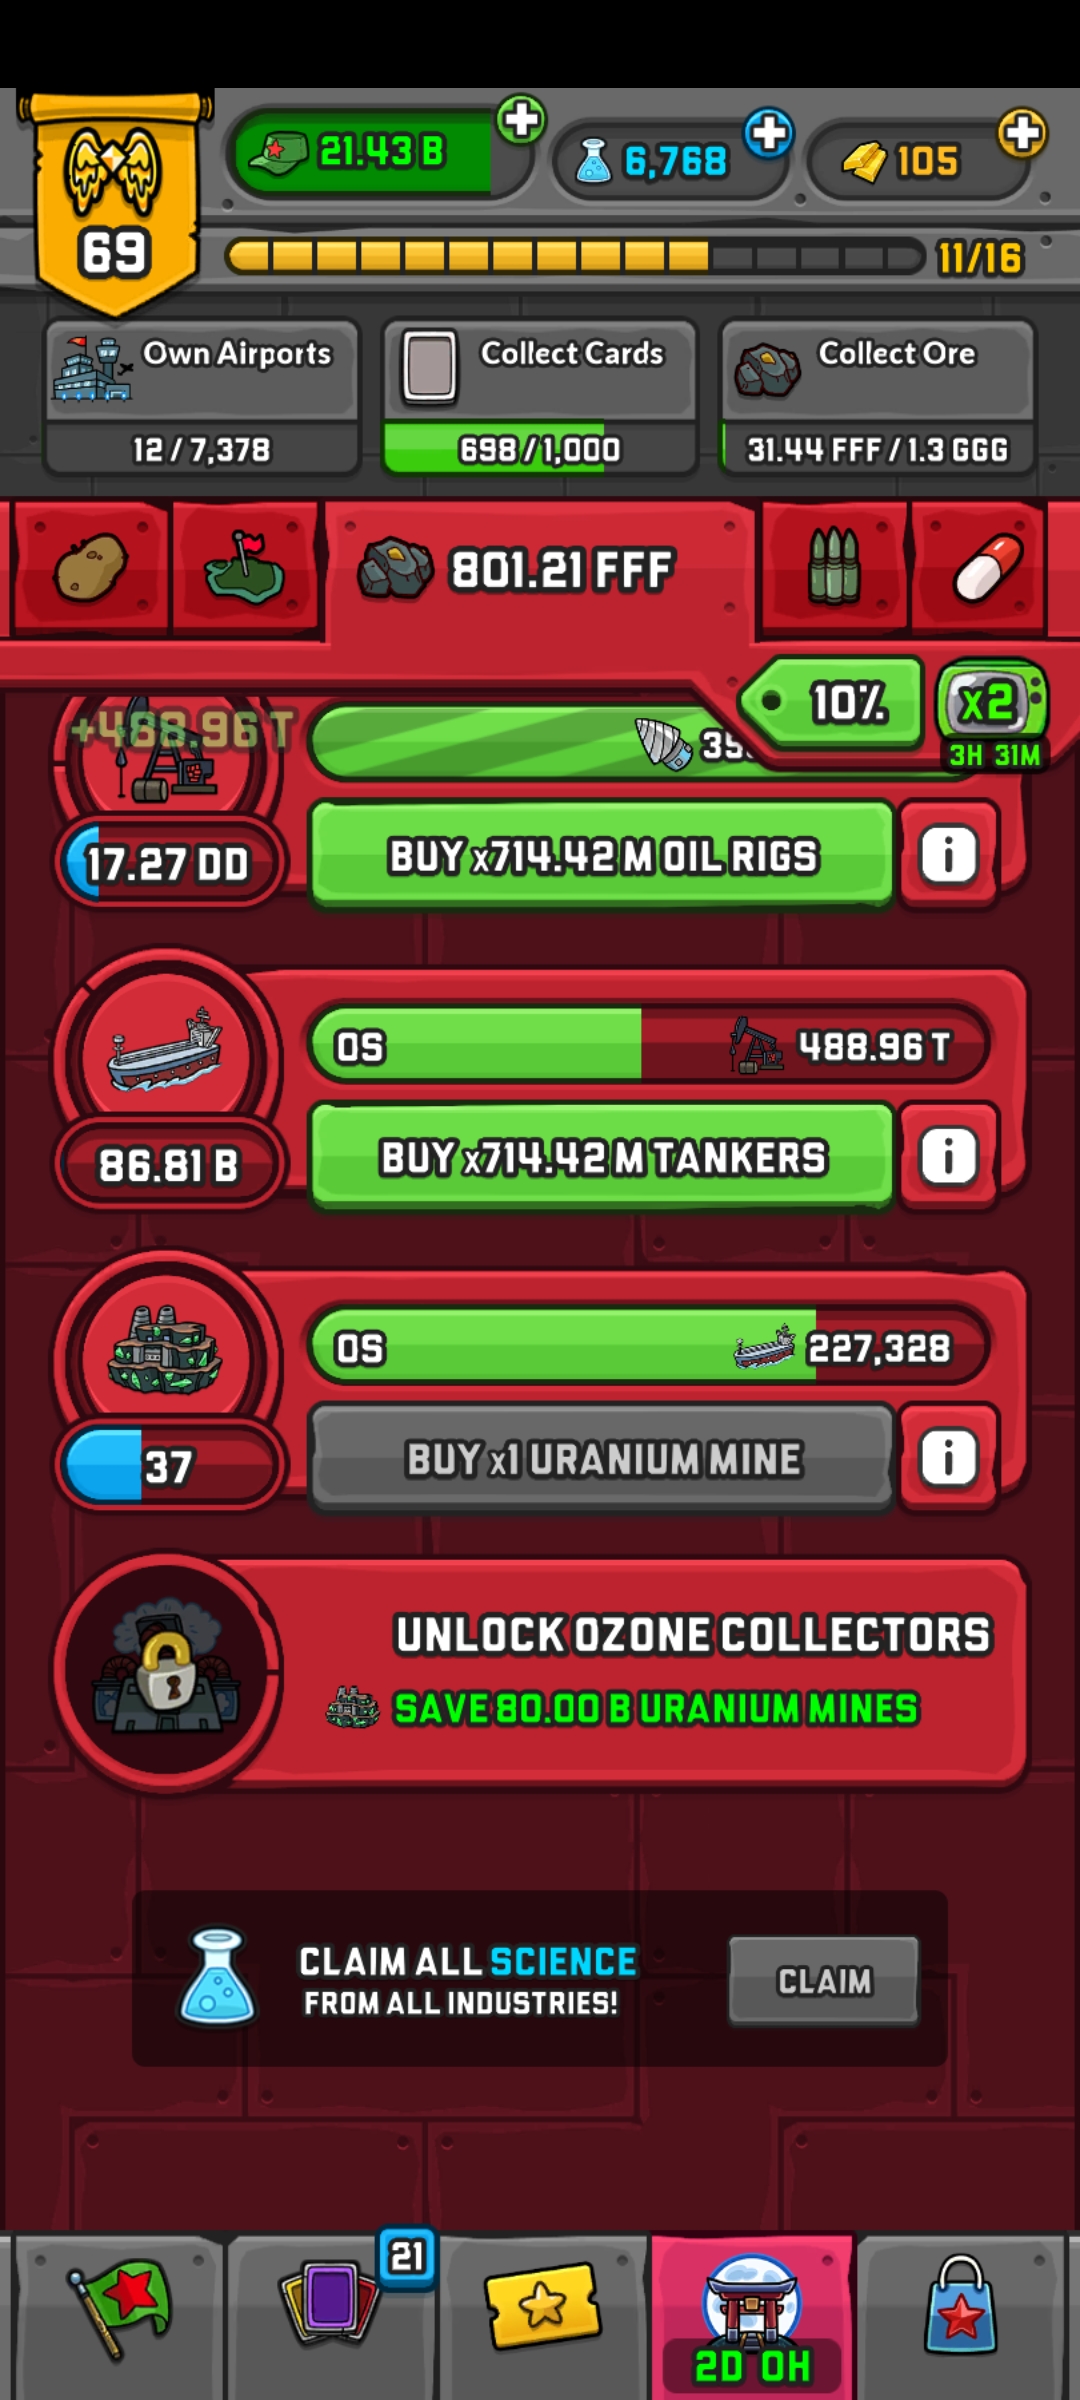 21.43 B
6,768
105
69
11/16
Own Airports
12 / 7,378
Collect Cards
698 / 1,000
Collect Ore
31.44 FFF / 1.3 GGG
801.21 FFF
10%
x2
3H 31M
+488.96 T
17.27 DD
BUY x714.42 M OIL RIGS
i
0S
488.96 T
86.81 B
BUY x714.42 M TANKERS
i
0S
227,328
37
BUY x1 URANIUM MINE
i
UNLOCK OZONE COLLECTORS
SAVE 80.00 B URANIUM MINES
CLAIM ALL SCIENCE
FROM ALL INDUSTRIES!
CLAIM
21
2D 0H